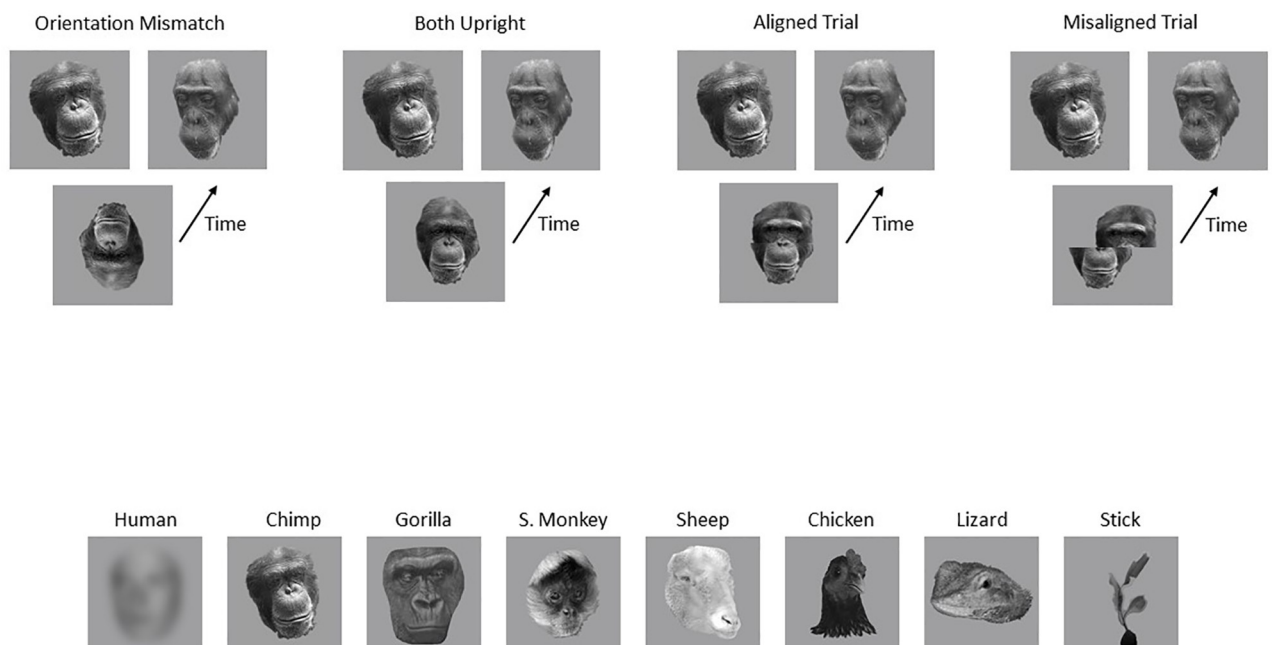 Orientation Mismatch
Both Upright
Aligned Trial
Misaligned Trial
Time
Time
Time
Time
Human
Chimp
Gorilla
S. Monkey
Sheep
Chicken
Lizard
Stick